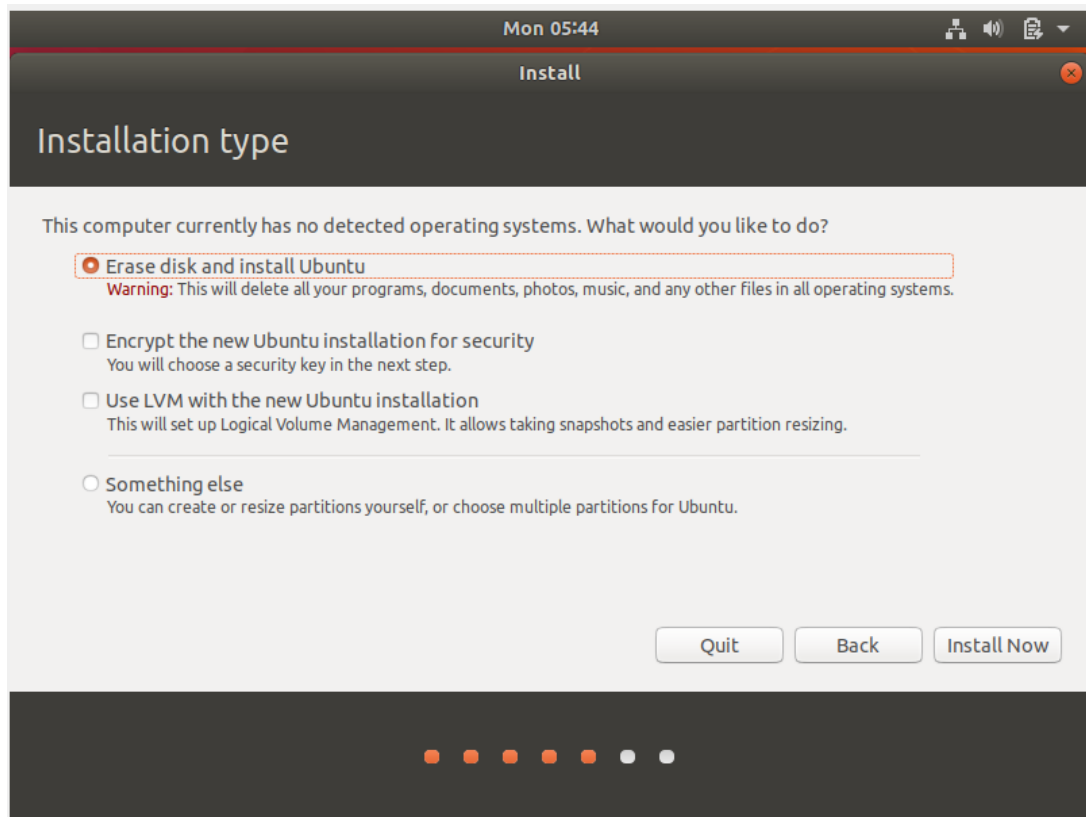 Mon 05:44
Install
Installation type
This computer currently has no detected operating systems. What would you like to do?
Erase disk and install Ubuntu
Warning: This will delete all your programs, documents, photos, music, and any other files in all operating systems.
Encrypt the new Ubuntu installation for security
You will choose a security key in the next step.
Use LVM with the new Ubuntu installation
This will set up Logical Volume Management. It allows taking snapshots and easier partition resizing.
Something else
You can create or resize partitions yourself, or choose multiple partitions for Ubuntu.
Quit Back Install Now